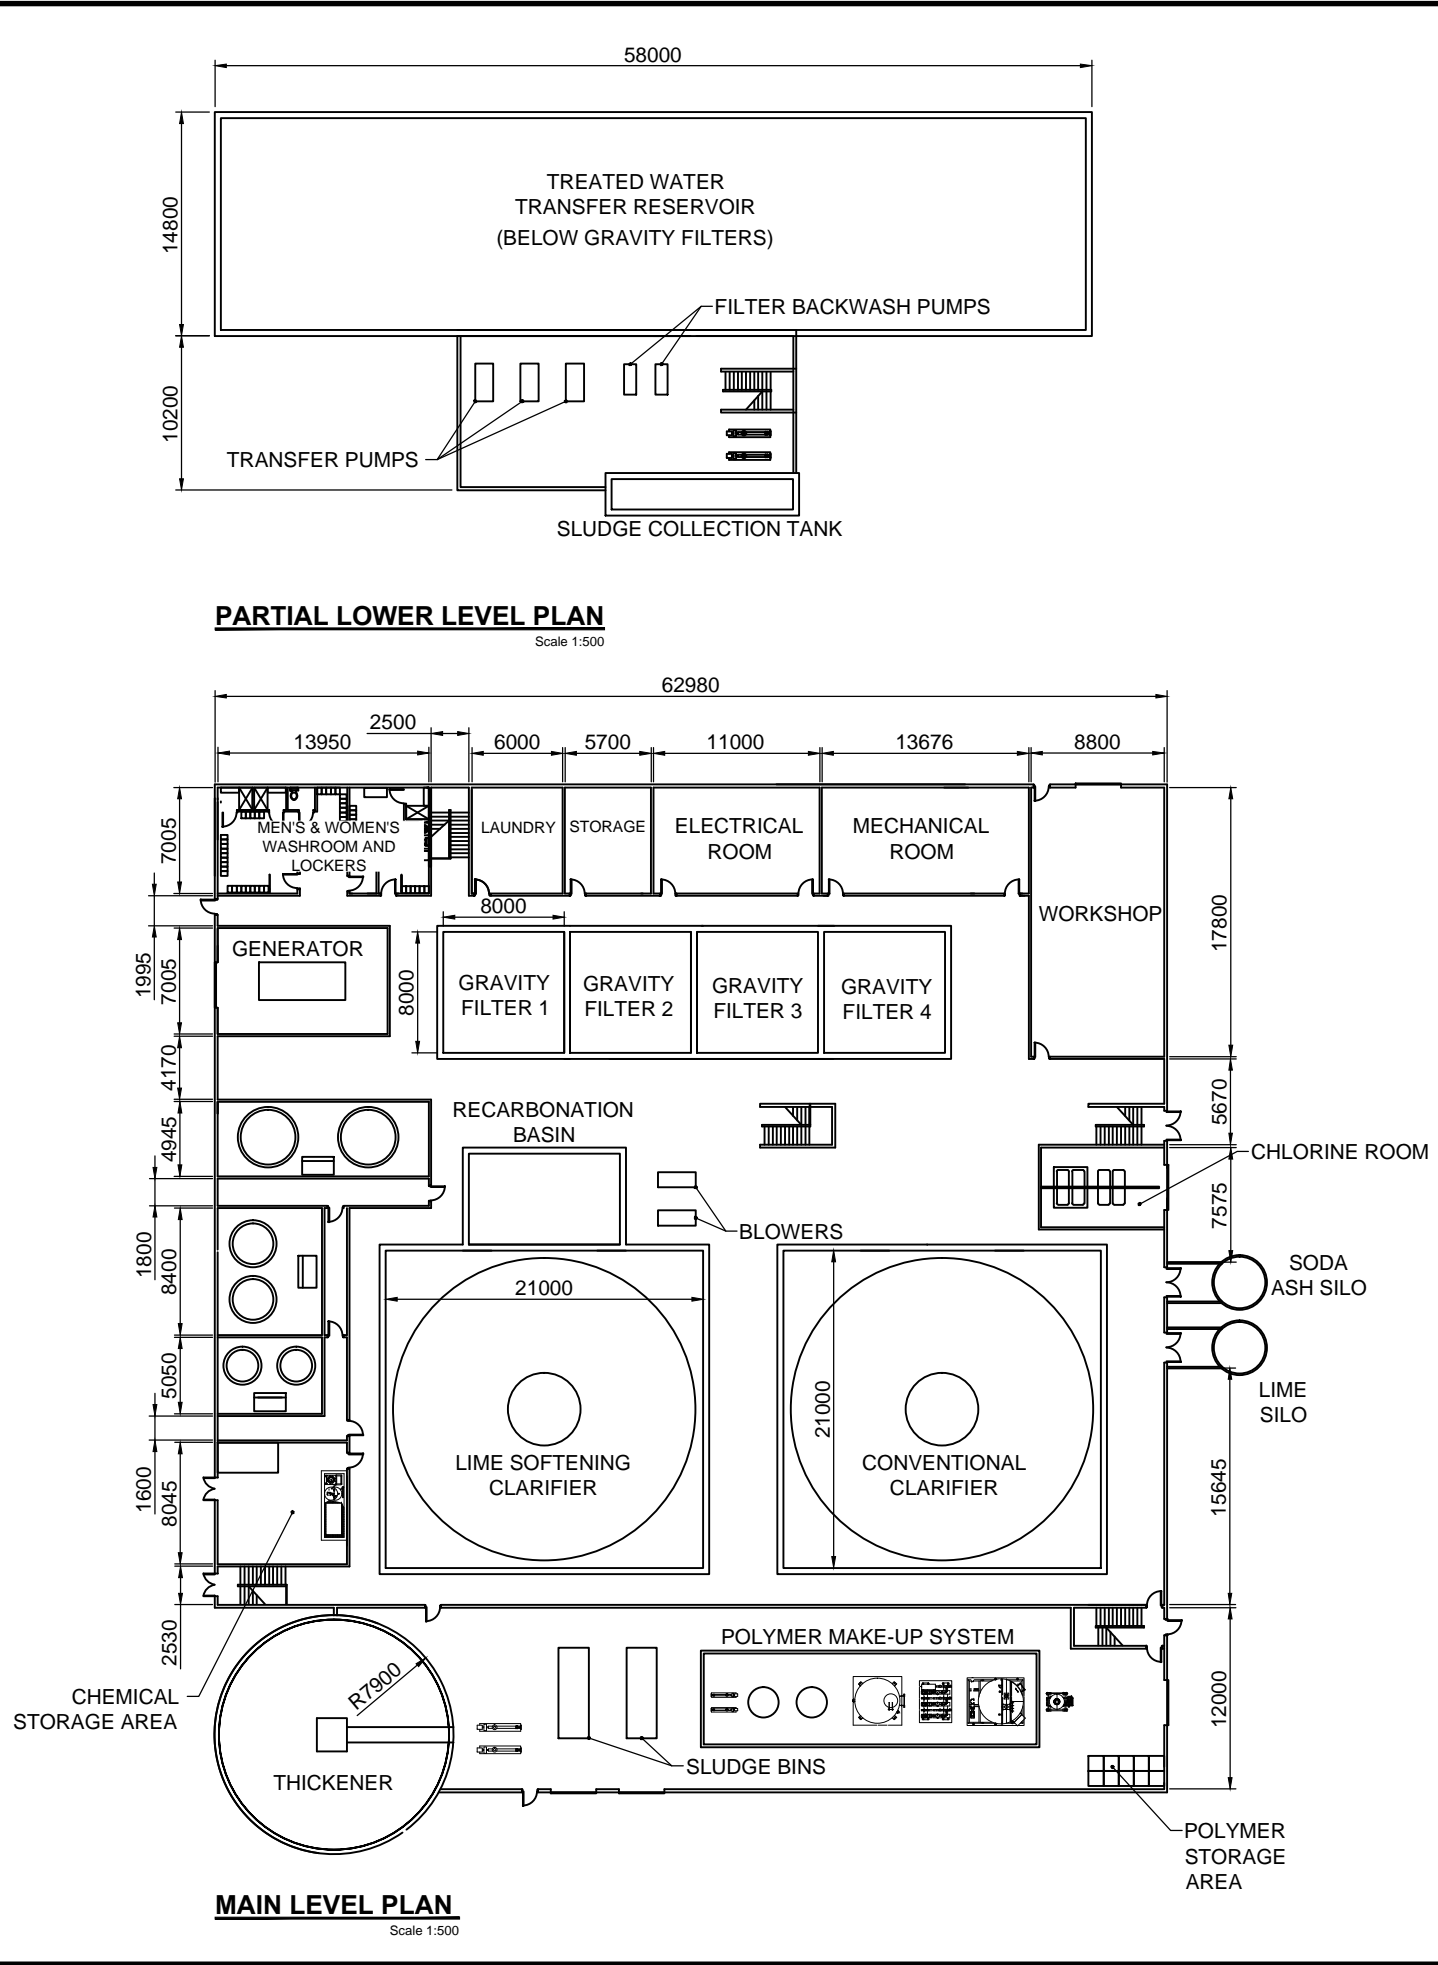 58000
14800
TREATED WATER
TRANSFER RESERVOIR
(BELOW GRAVITY FILTERS)
FILTER BACKWASH PUMPS
10200
TRANSFER PUMPS
SLUDGE COLLECTION TANK
PARTIAL LOWER LEVEL PLAN
Scale 1:500
62980
2500
13950
6000
5700
11000
13676
8800
7005
MEN'S & WOMEN'S
WASHROOM AND
LOCKERS
LAUNDRY
STORAGE
ELECTRICAL
ROOM
MECHANICAL
ROOM
WORKSHOP
17800
8000
1995
7005
GENERATOR
8000
GRAVITY
FILTER 1
GRAVITY
FILTER 2
GRAVITY
FILTER 3
GRAVITY
FILTER 4
4170
5670
4945
RECARBONATION
BASIN
CHLORINE ROOM
7575
1800
8400
BLOWERS
SODA
ASH SILO
21000
5050
21000
LIME
SILO
1600
8045
LIME SOFTENING
CLARIFIER
CONVENTIONAL
CLARIFIER
15645
2530
POLYMER MAKE-UP SYSTEM
R7900
CHEMICAL
STORAGE AREA
12000
THICKENER
SLUDGE BINS
POLYMER
STORAGE
AREA
MAIN LEVEL PLAN
Scale 1:500